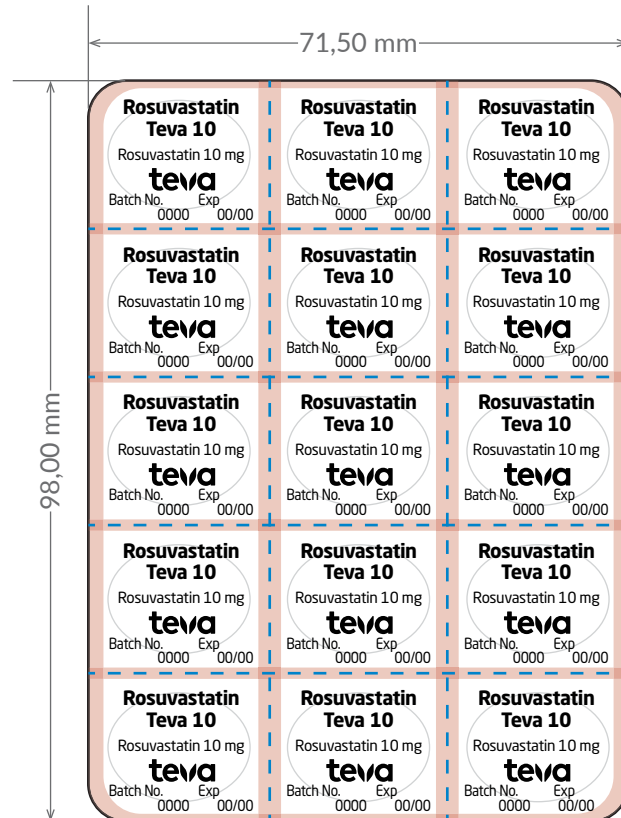 71,50 mm
98,00 mm
Rosuvastatin Rosuvastatin Rosuvastatin
Teva 10 Teva 10 Teva 10
Rosuvastatin 10 mg Rosuvastatin 10 mg Rosuvastatin 10 mg
teva teva teva
Batch No. Exp Batch No. Exp Batch No. Exp
0000 00/00 0000 00/00 0000 00/00
Rosuvastatin Rosuvastatin Rosuvastatin
Teva 10 Teva 10 Teva 10
Rosuvastatin 10 mg Rosuvastatin 10 mg Rosuvastatin 10 mg
teva teva teva
Batch No. Exp Batch No. Exp Batch No. Exp
0000 00/00 0000 00/00 0000 00/00
Rosuvastatin Rosuvastatin Rosuvastatin
Teva 10 Teva 10 Teva 10
Rosuvastatin 10 mg Rosuvastatin 10 mg Rosuvastatin 10 mg
teva teva teva
Batch No. Exp Batch No. Exp Batch No. Exp
0000 00/00 0000 00/00 0000 00/00
Rosuvastatin Rosuvastatin Rosuvastatin
Teva 10 Teva 10 Teva 10
Rosuvastatin 10 mg Rosuvastatin 10 mg Rosuvastatin 10 mg
teva teva teva
Batch No. Exp Batch No. Exp Batch No. Exp
0000 00/00 0000 00/00 0000 00/00
Rosuvastatin Rosuvastatin Rosuvastatin
Teva 10 Teva 10 Teva 10
Rosuvastatin 10 mg Rosuvastatin 10 mg Rosuvastatin 10 mg
teva teva teva
Batch No. Exp Batch No. Exp Batch No. Exp
0000 00/00 0000 00/00 0000 00/00